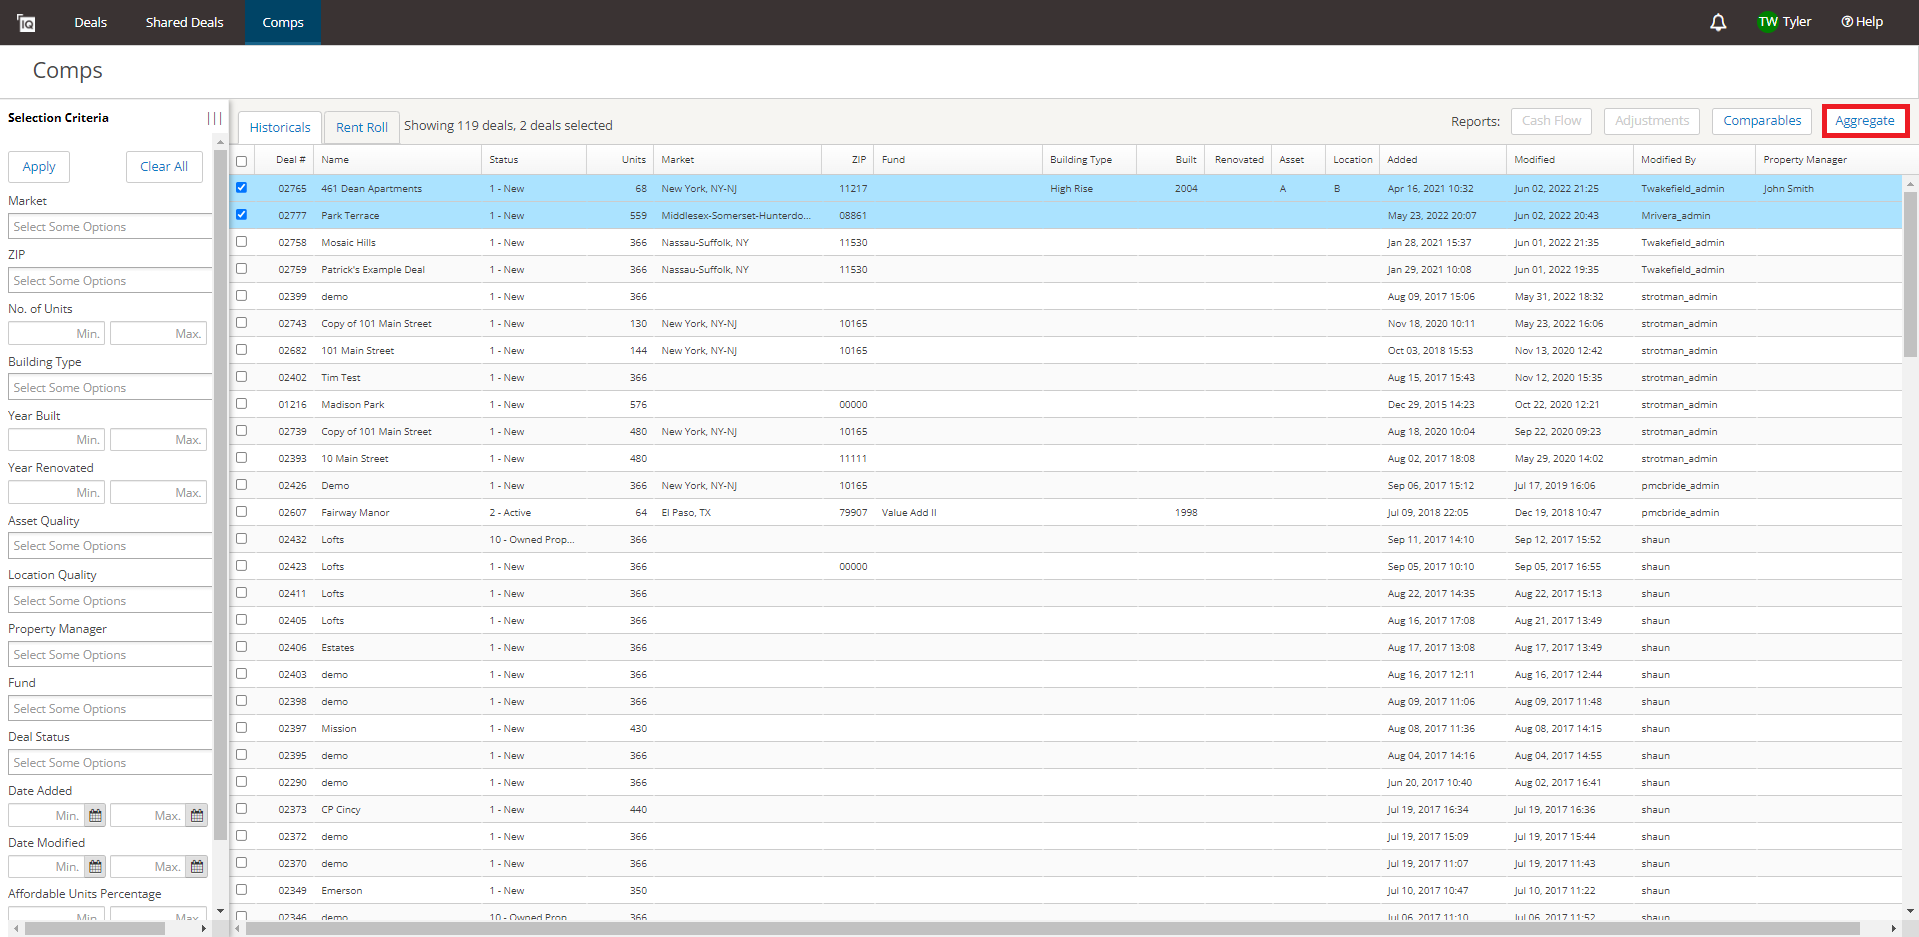 IQ Deals Shared Deals Comps TW Tyler Help
Comps
Selection Criteria
Apply Clear All
Market
Select Some Options
ZIP
Select Some Options
No. of Units
Min. Max.
Building Type
Select Some Options
Year Built
Min. Max.
Year Renovated
Min. Max.
Asset Quality
Select Some Options
Location Quality
Select Some Options
Property Manager
Select Some Options
Fund
Select Some Options
Deal Status
Select Some Options
Date Added
Min. Max.
Date Modified
Min. Max.
Affordable Units Percentage
Min. Max.
Historicals Rent Roll Showing 119 deals, 2 deals selected Reports: Cash Flow Adjustments Comparables Aggregate
Deal # Name Status Units Market ZIP Fund Building Type Built Renovated Asset Location Added Modified Modified By Property Manager
02765 461 Dean Apartments 1 - New 68 New York, NY-NJ 11217 High Rise 2004 A B Apr 16, 2021 10:32 Jun 02, 2022 21:25 Twakefield_admin John Smith
02777 Park Terrace 1 - New 559 Middlesex-Somerset-Hunterdo... 08861 May 23, 2022 20:07 Jun 02, 2022 20:43 Mrivera_admin
02758 Mosaic Hills 1 - New 366 Nassau-Suffolk, NY 11530 Jan 28, 2021 15:37 Jun 01, 2022 21:35 Twakefield_admin
02759 Patrick's Example Deal 1 - New 366 Nassau-Suffolk, NY 11530 Jan 29, 2021 10:08 Jun 01, 2022 19:35 Twakefield_admin
02399 demo 1 - New 366 Aug 09, 2017 15:06 May 31, 2022 18:32 strotman_admin
02743 Copy of 101 Main Street 1 - New 130 New York, NY-NJ 10165 Nov 18, 2020 10:11 May 23, 2022 16:06 strotman_admin
02682 101 Main Street 1 - New 144 New York, NY-NJ 10165 Oct 03, 2018 15:53 Nov 13, 2020 12:42 strotman_admin
02402 Tim Test 1 - New 366 Aug 15, 2017 15:43 Nov 12, 2020 15:35 strotman_admin
01216 Madison Park 1 - New 576 00000 Dec 29, 2015 14:23 Oct 22, 2020 12:21 strotman_admin
02739 Copy of 101 Main Street 1 - New 480 New York, NY-NJ 10165 Aug 18, 2020 10:04 Sep 22, 2020 09:23 strotman_admin
02393 10 Main Street 1 - New 480 11111 Aug 02, 2017 18:08 May 29, 2020 14:02 strotman_admin
02426 Demo 1 - New 366 New York, NY-NJ 10165 Sep 06, 2017 15:12 Jul 17, 2019 16:06 pmcbride_admin
02607 Fairway Manor 2 - Active 64 El Paso, TX 79907 Value Add II 1998 Jul 09, 2018 22:05 Dec 19, 2018 10:47 pmcbride_admin
02432 Lofts 10 - Owned Prop... 366 Sep 11, 2017 14:10 Sep 12, 2017 15:52 shaun
02423 Lofts 1 - New 366 00000 Sep 05, 2017 10:10 Sep 05, 2017 16:55 shaun
02411 Lofts 1 - New 366 Aug 22, 2017 14:35 Aug 22, 2017 15:13 shaun
02405 Lofts 1 - New 366 Aug 16, 2017 17:08 Aug 21, 2017 13:49 shaun
02406 Estates 1 - New 366 Aug 17, 2017 13:08 Aug 17, 2017 13:49 shaun
02403 demo 1 - New 366 Aug 16, 2017 12:11 Aug 16, 2017 12:44 shaun
02398 demo 1 - New 366 Aug 09, 2017 11:06 Aug 09, 2017 11:48 shaun
02397 Mission 1 - New 430 Aug 08, 2017 11:36 Aug 08, 2017 14:15 shaun
02395 demo 1 - New 366 Aug 04, 2017 14:16 Aug 04, 2017 14:55 shaun
02290 demo 1 - New 366 Jun 20, 2017 10:40 Aug 02, 2017 16:41 shaun
02373 CP Cincy 1 - New 440 Jul 19, 2017 16:34 Jul 19, 2017 16:36 shaun
02372 demo 1 - New 366 Jul 19, 2017 15:09 Jul 19, 2017 15:44 shaun
02370 demo 1 - New 366 Jul 19, 2017 11:07 Jul 19, 2017 11:43 shaun
02349 Emerson 1 - New 350 Jul 10, 2017 10:47 Jul 10, 2017 11:22 shaun
02346 demo 10 - Owned Prop 366 Jul 06, 2017 11:10 Jul 06, 2017 11:52 shaun